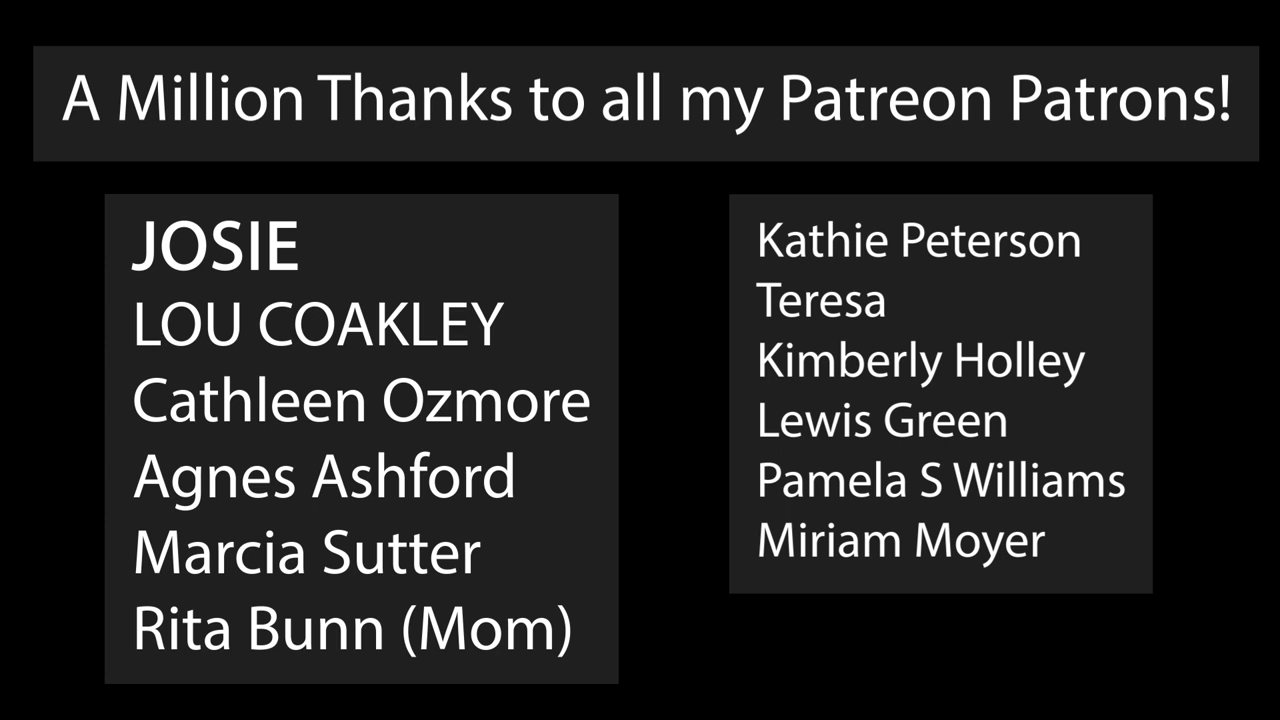 A Million Thanks to all my Patreon Patrons!
JOSIE
LOU COAKLEY
Cathleen Ozmore
Agnes Ashford
Marcia Sutter
Rita Bunn (Mom)
Kathie Peterson
Teresa
Kimberly Holley
Lewis Green
Pamela S Williams
Miriam Moyer